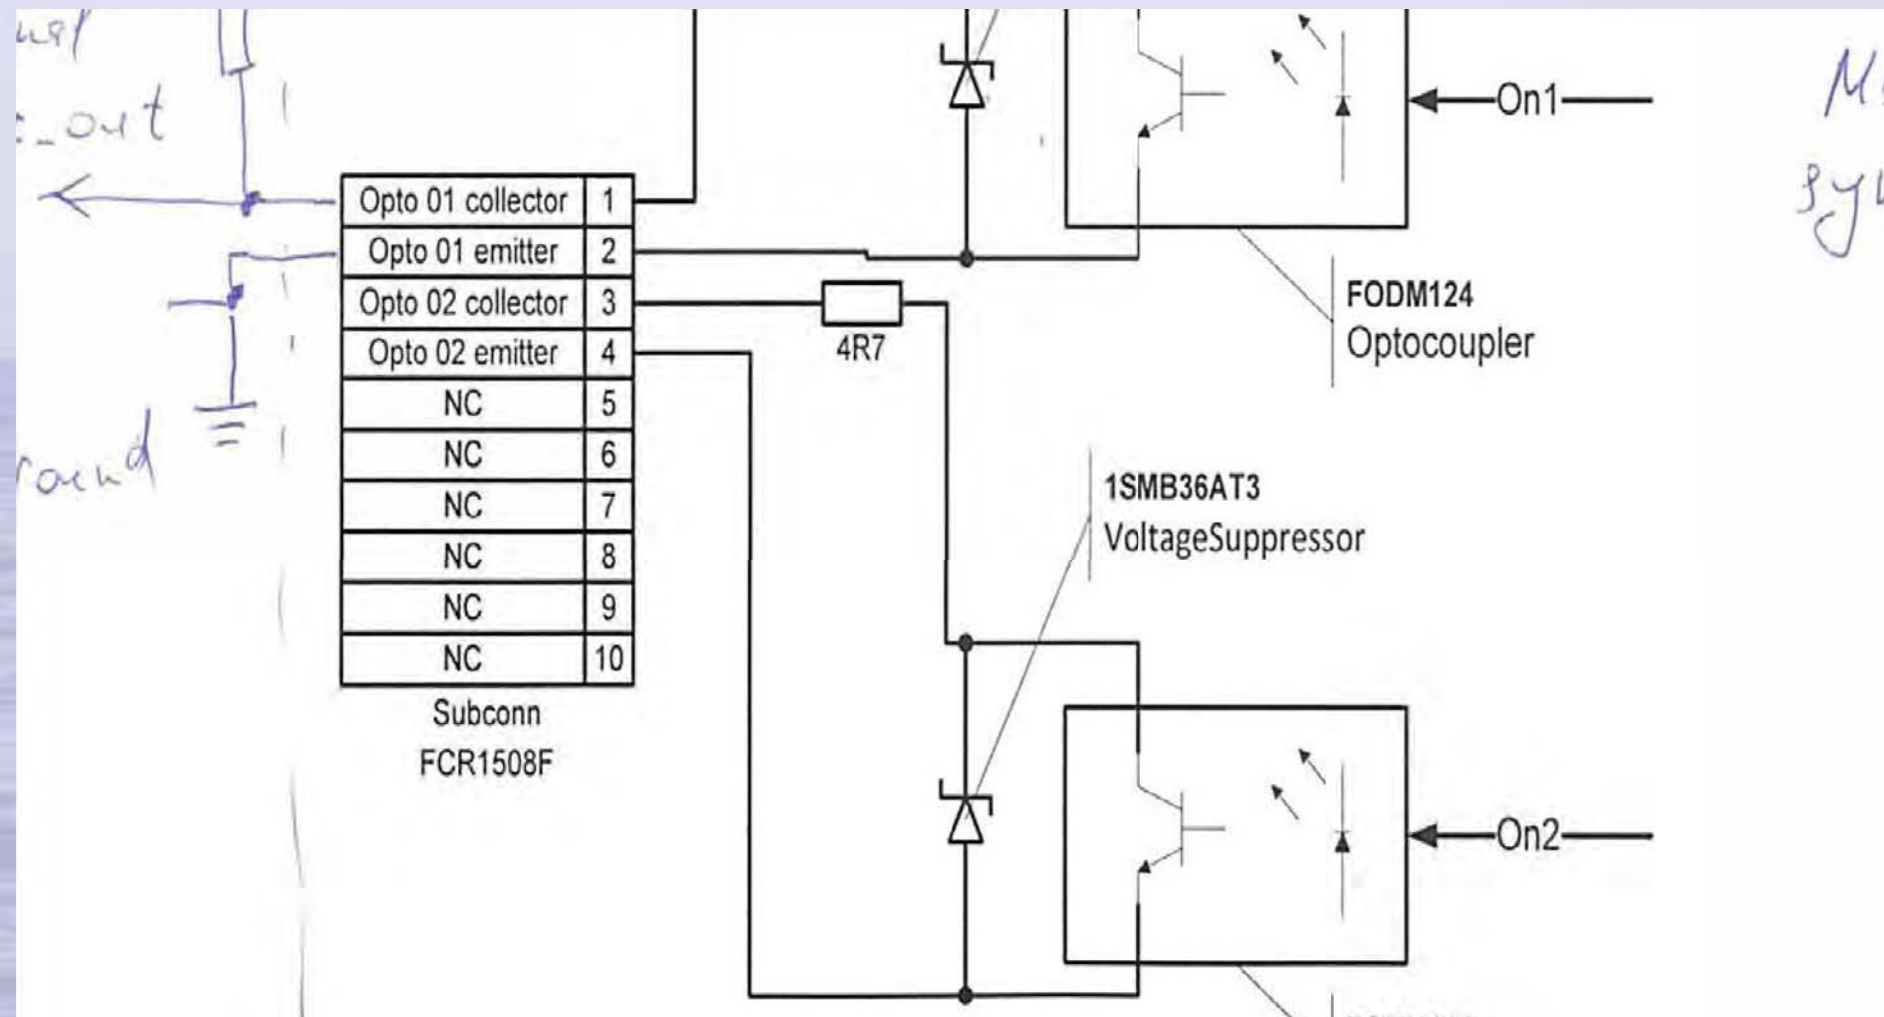 On1
Opto 01 collector 1
Opto 01 emitter 2
Opto 02 collector 3
Opto 02 emitter 4
NC 5
NC 6
NC 7
NC 8
NC 9
NC 10
Subconn
FCR1508F
4R7
FODM124
Optocoupler
1SMB36AT3
VoltageSuppressor
On2